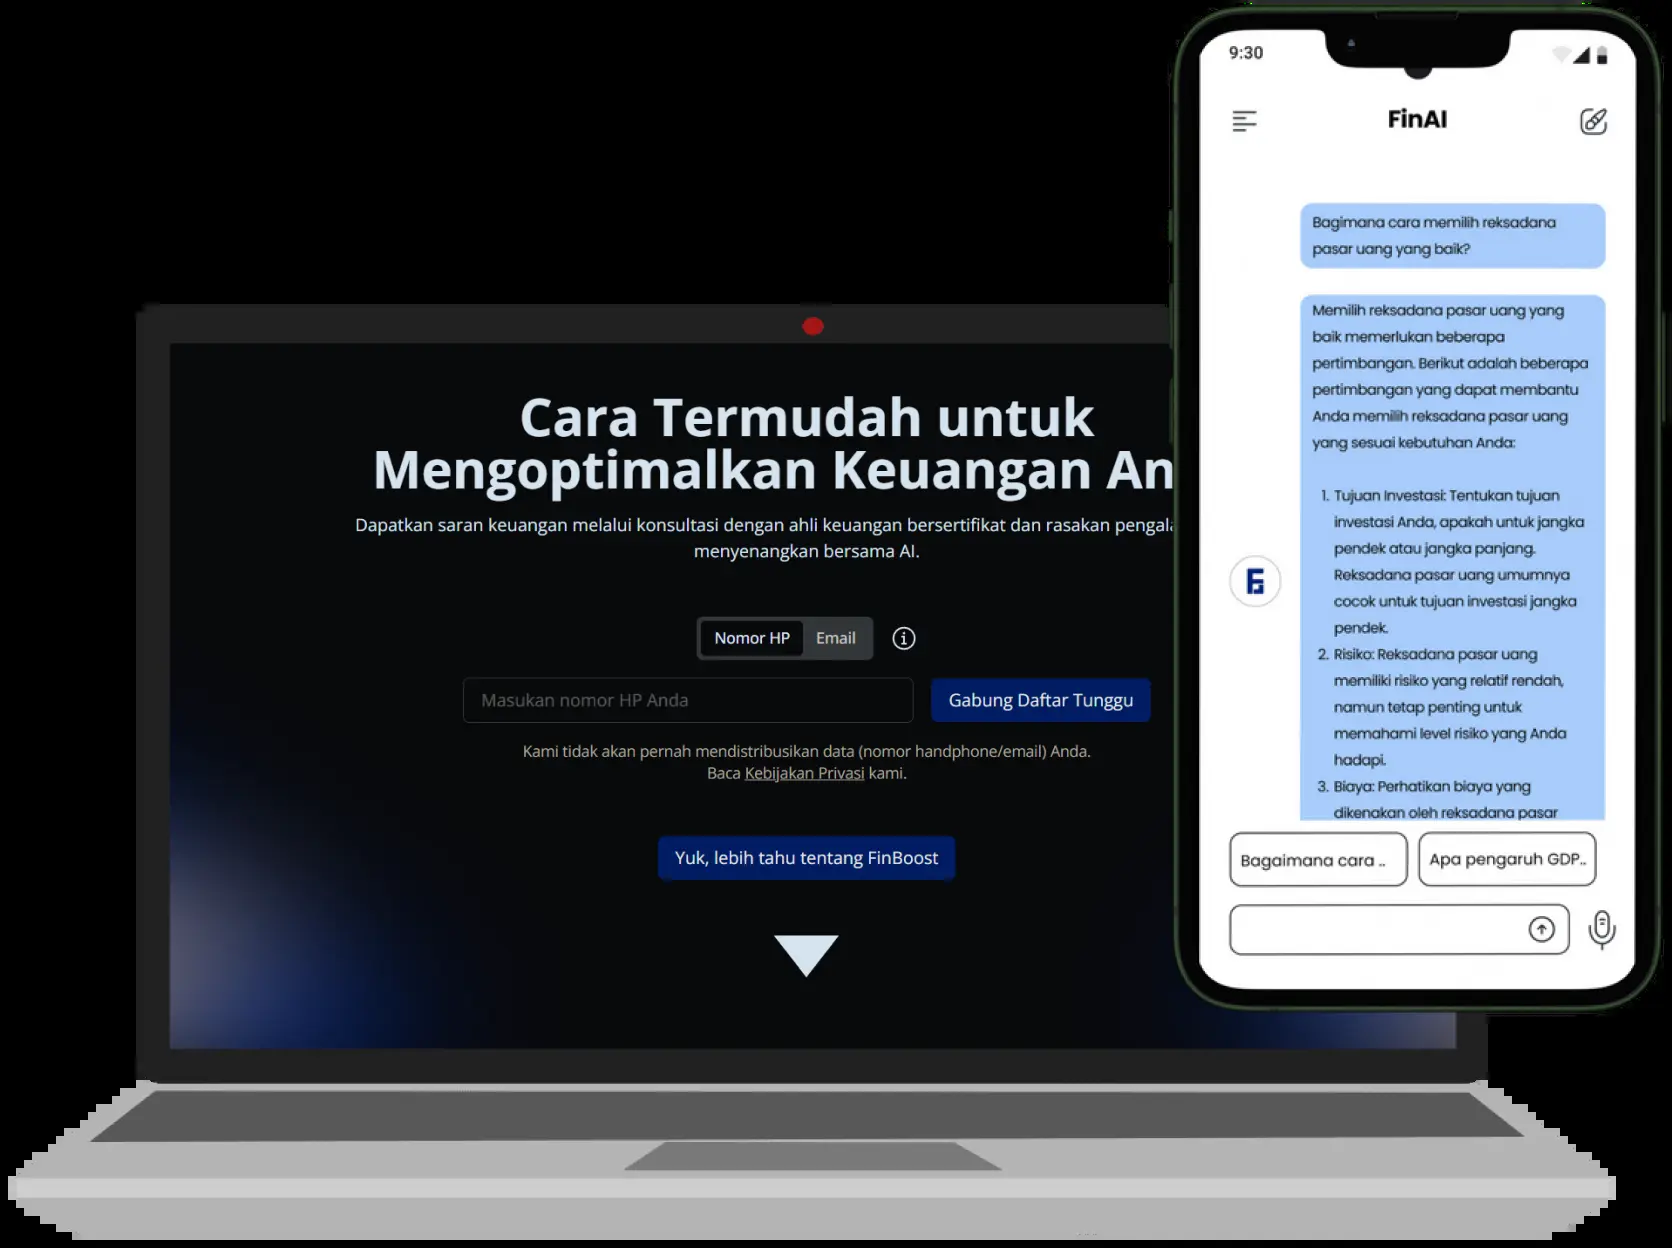 Cara Termudah untuk
Mengoptimalkan Keuangan An
Dapatkan saran keuangan melalui konsultasi dengan ahli keuangan bersertifikat dan rasakan pengala
menyenangkan bersama AI.
Nomor HP Email
Masukan nomor HP Anda
Gabung Daftar Tunggu
Kami tidak akan pernah mendistribusikan data (nomor handphone/email) Anda.
Baca Kebijakan Privasi kami.
Yuk, lebih tahu tentang FinBoost
9:30
FinAI
Bagimana cara memilih reksadana
pasar uang yang baik?
Memilih reksadana pasar uang yang
baik memerlukan beberapa
pertimbangan. Berikut adalah beberapa
pertimbangan yang dapat membantu
Anda memilih reksadana pasar uang
yang sesuai kebutuhan Anda:
1. Tujuan Investasi: Tentukan tujuan
investasi Anda, apakah untuk jangka
pendek atau jangka panjang.
Reksadana pasar uang umumnya
cocok untuk tujuan investasi jangka
pendek.
2. Risiko: Reksadana pasar uang
memiliki risiko yang relatif rendah,
namun tetap penting untuk
memahami level risiko yang Anda
hadapi.
3. Biaya: Perhatikan biaya yang
dikenakan oleh reksadana pasar
Bagaimana cara ..
Apa pengaruh GDP..